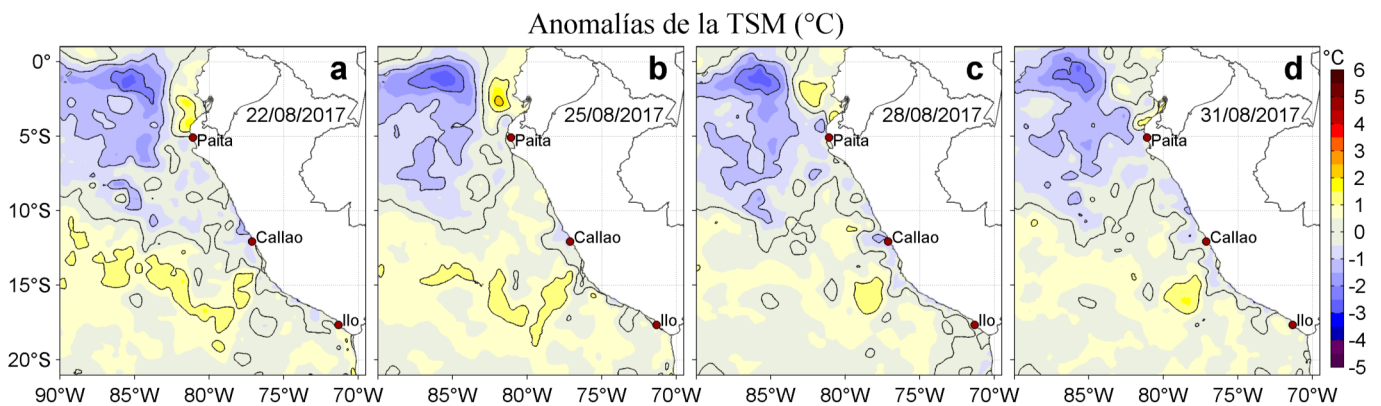 Anomalías de la TSM (°C)
a
b
c
d
22/08/2017
25/08/2017
28/08/2017
31/08/2017
Paita
Paita
Paita
Paita
Callao
Callao
Callao
Callao
Ilo
Ilo
Ilo
Ilo
0°
5°S
10°S
15°S
20°S
90°W 85°W 80°W 75°W 70°W
85°W 80°W 75°W 70°W
85°W 80°W 75°W 70°W
85°W 80°W 75°W 70°W
°C
6
5
4
3
2
1
0
-1
-2
-3
-4
-5